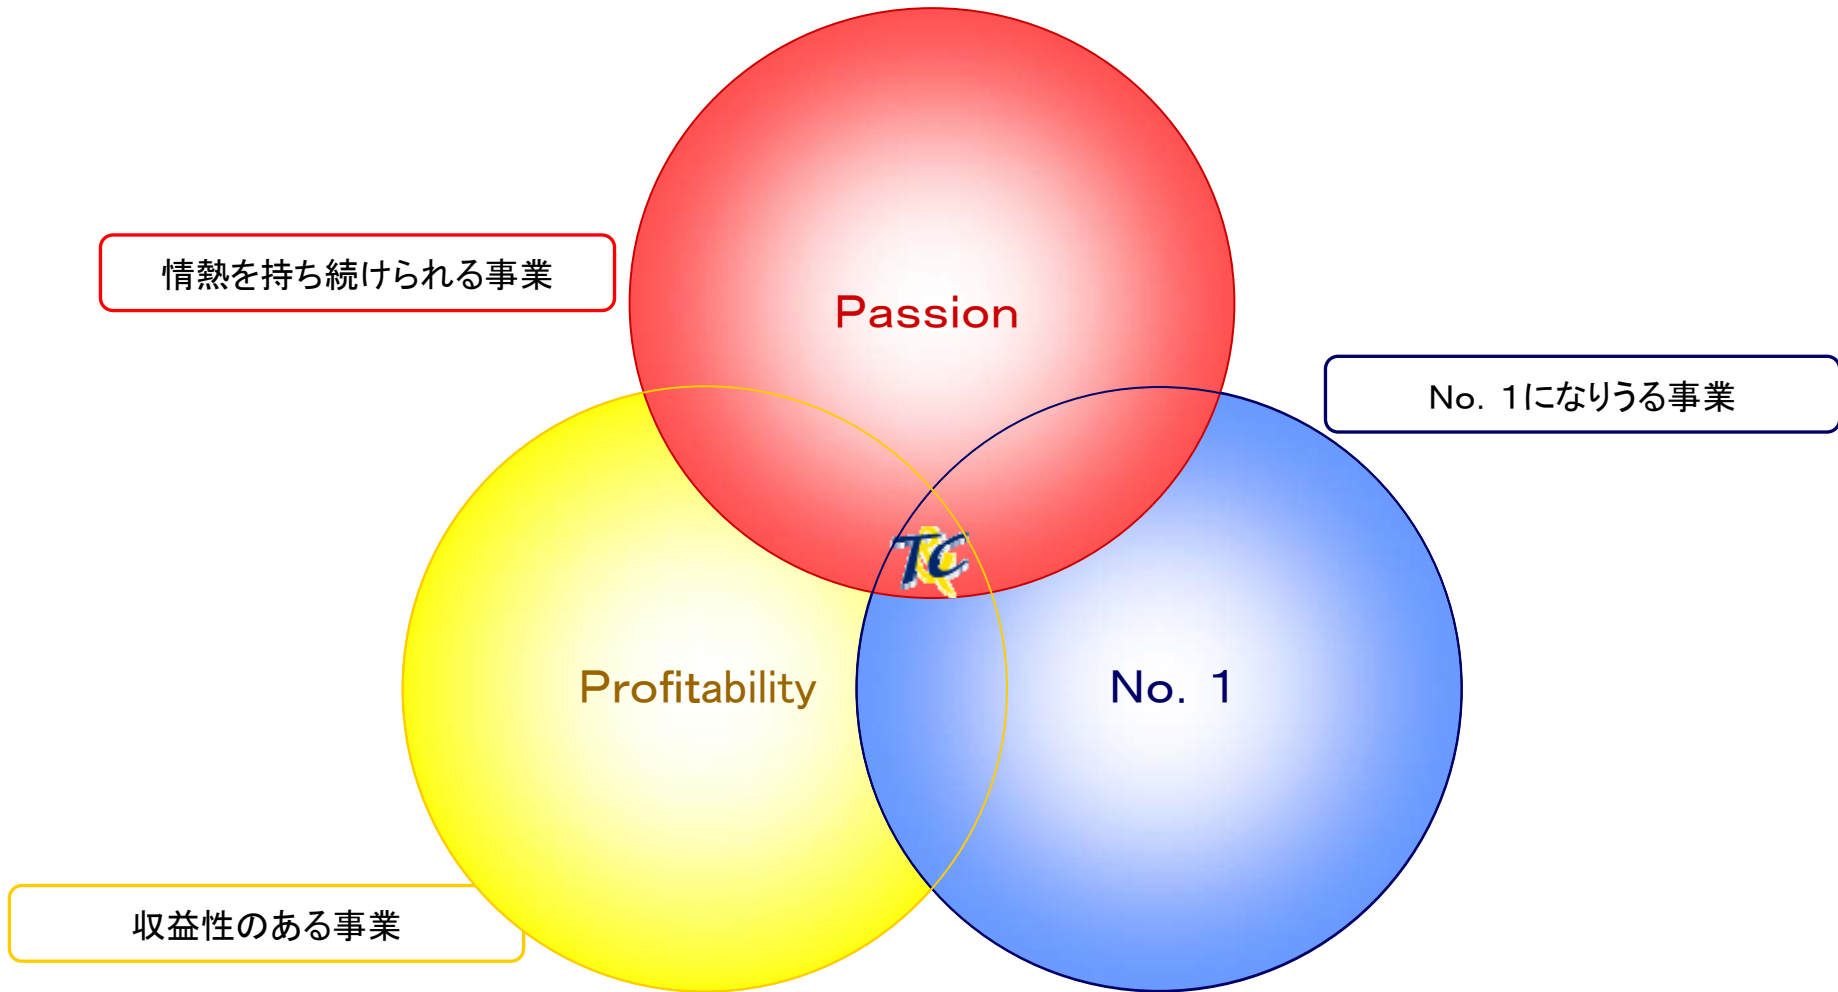 情熱を持ち続けられる事業
Passion
No. 1になりうる事業
TC
Profitability
No. 1
収益性のある事業